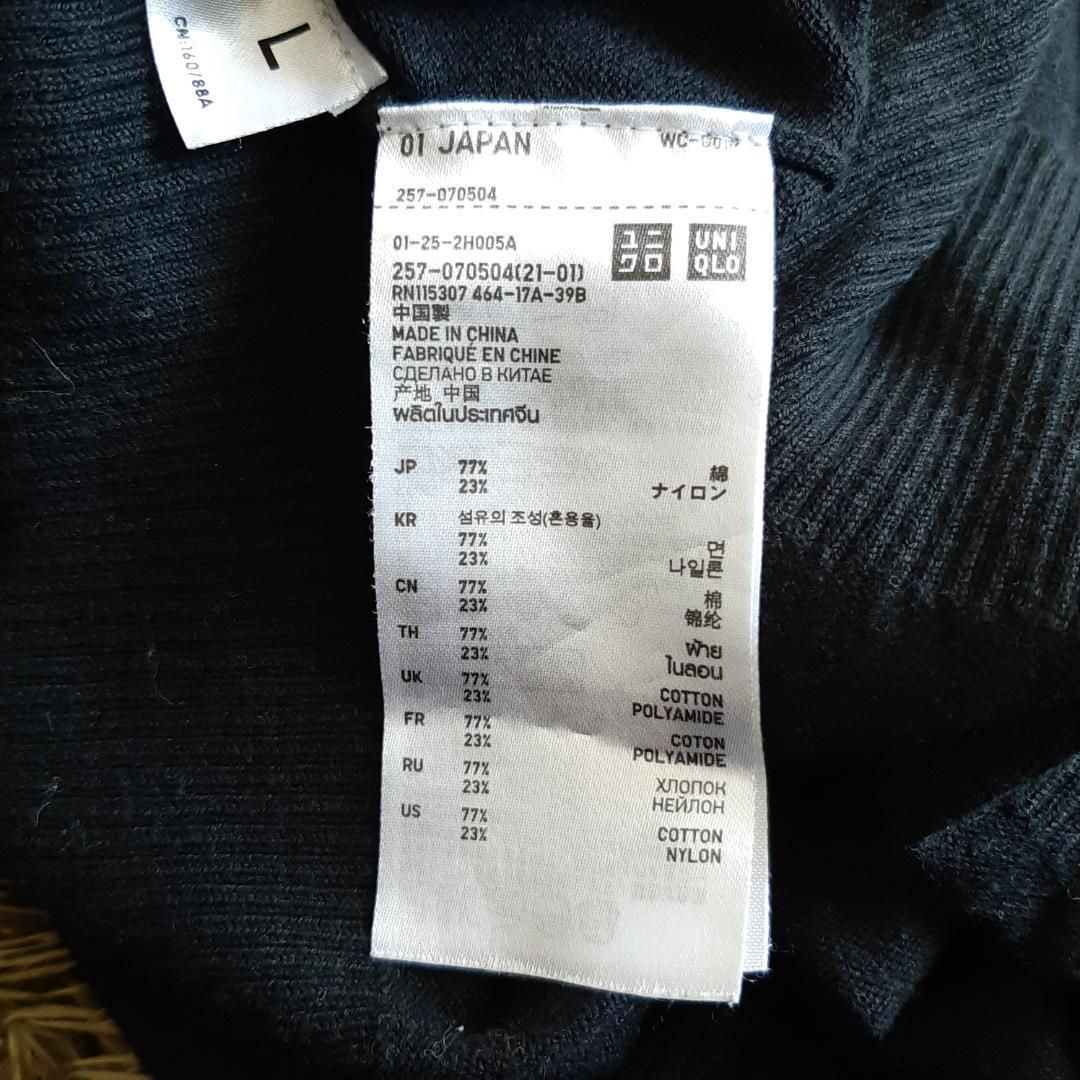 L
CN:160/88A
01 JAPAN
257-070504
01-25-2H005A
ユニクロ
UNIQLO
257-070504(21-01)
RN115307 464-17A-39B
中国製
MADE IN CHINA
FABRIQUÉ EN CHINE
СДЕЛАНО В КИТАЕ
产地 中国
ผลิตในประเทศจีน
JP 77% 綿
23% ナイロン
KR 섬유의 조성(혼용율)
77% 면
23% 나일론
CN 77% 棉
23% 锦纶
TH 77% ฝ้าย
23% ไนลอน
UK 77% COTTON
23% POLYAMIDE
FR 77% COTON
23% POLYAMIDE
RU 77% ХЛОПОК
23% НЕЙЛОН
US 77% COTTON
23% NYLON